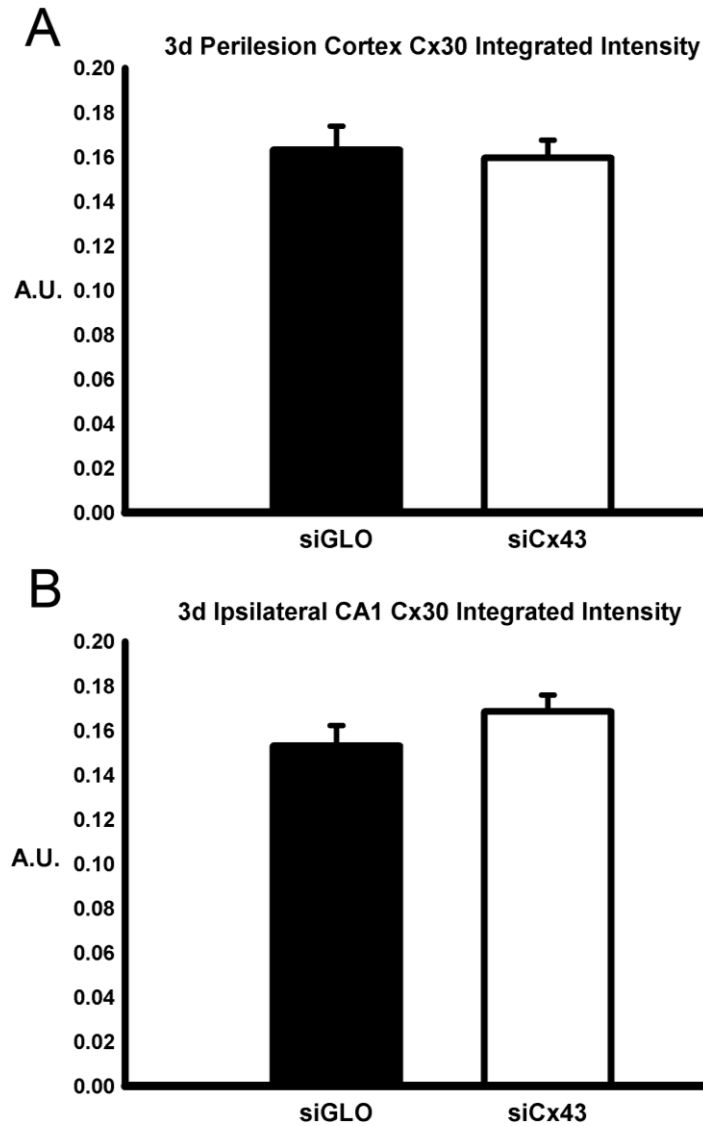 A
3d Perilesion Cortex Cx30 Integrated Intensity
0.20
0.18
0.16
0.14
0.12
A.U. 0.10
0.08
0.06
0.04
0.02
0.00
siGLO siCx43
B
3d Ipsilateral CA1 Cx30 Integrated Intensity
0.20
0.18
0.16
0.14
0.12
A.U. 0.10
0.08
0.06
0.04
0.02
0.00
siGLO siCx43